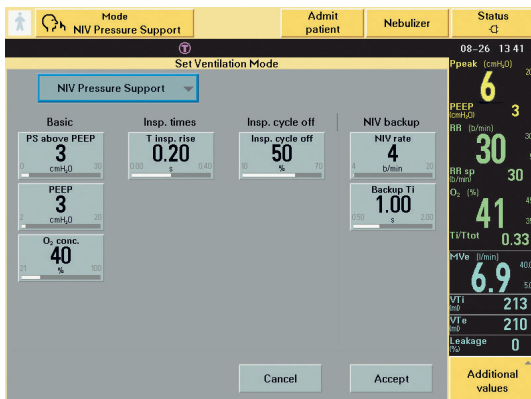 Mode
NIV Pressure Support
Admit
patient
Nebulizer
Status
T
08-26 13 41
Set Ventilation Mode
NIV Pressure Support
Basic
Insp. times
Insp. cycle off
NIV backup
PS above PEEP
3
0 cmH₂O 30
T insp. rise
0.20
0.00 s 0.40
Insp. cycle off
50
10 % 70
NIV rate
4
4 b/min 20
PEEP
3
2 cmH₂O 20
Backup Ti
1.00
0.50 s 2.00
O₂ conc.
40
21 % 100
Cancel
Accept
Ppeak (cmH₂O)
6
PEEP
(cmH₂O) 3
RR (b/min)
30
RR sp
(b/min) 30
O₂ (%)
41
Ti/Ttot 0.33
MVe (l/min)
40.0
6.9
5.0
VTi
(ml) 213
VTe
(ml) 210
Leakage
(%) 0
Additional
values